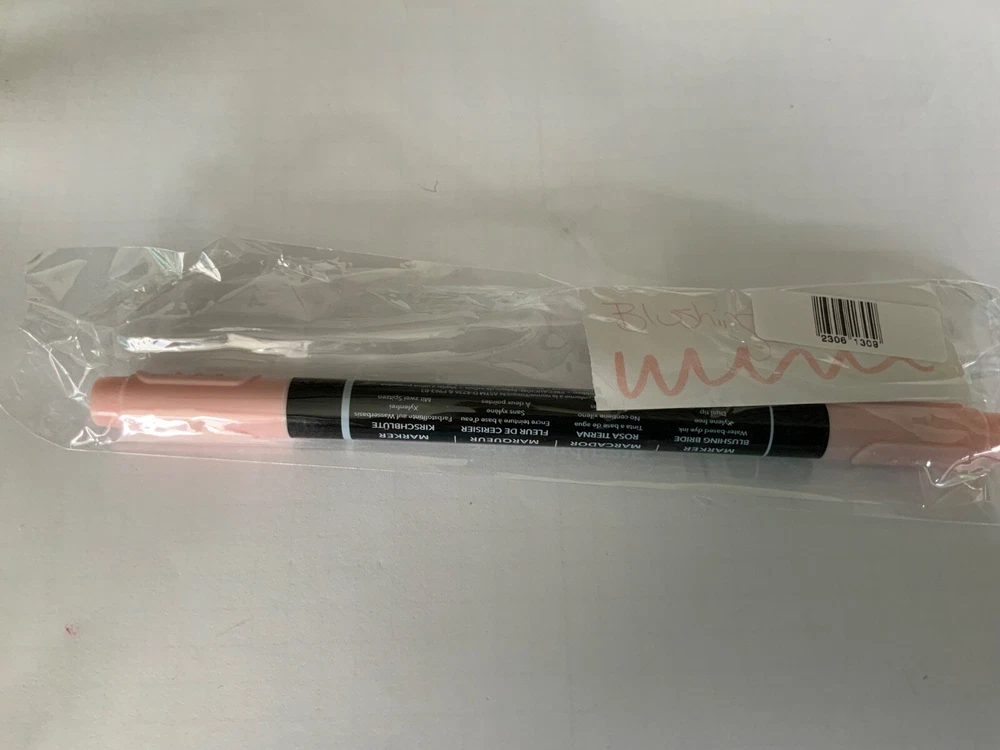 Blushing
2306 1309
MARKER
BLUSHING BRIDE
Water based dye ink
Xylene free
Dual tip
MARCADOR
ROSA TIERNA
Tinta a base de agua
No contiene xileno
MARQUEUR
FLEUR DE CERISIER
Encre teinture à base d'eau
Sans xylène
À deux pointes
MARKER
KIRSCHBLÜTE
Farbstofftinte auf Wasserbasis
Xylenfrei
Mit zwei Spitzen